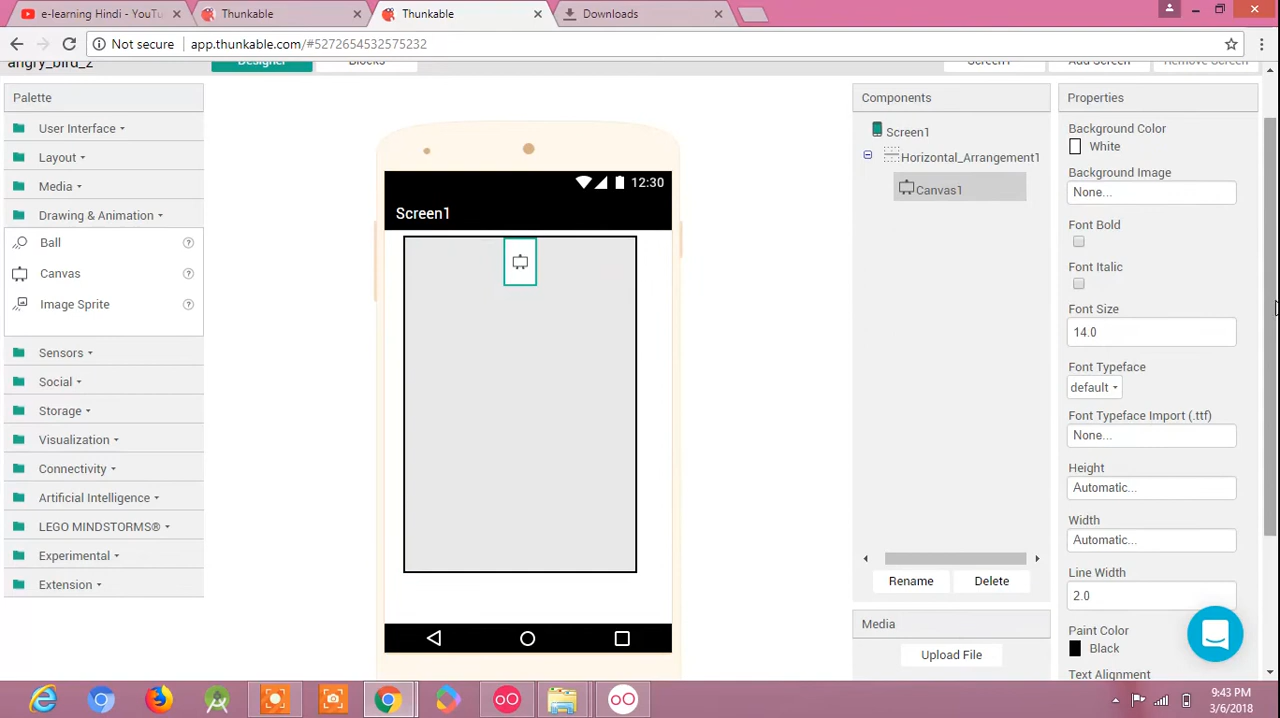 e-learning Hindi - YouTu
Thunkable
Thunkable
Downloads
Not secure
app.thunkable.com/#5272654532575232
angry_bird_2
Designer
Blocks
Screen1
Add Screen
Remove Screen
Palette
User Interface
Layout
Media
Drawing & Animation
Ball
Canvas
Image Sprite
Sensors
Social
Storage
Visualization
Connectivity
Artificial Intelligence
LEGO MINDSTORMS®
Experimental
Extension
12:30
Screen1
Components
Screen1
Horizontal_Arrangement1
Canvas1
Rename
Delete
Media
Upload File
Properties
Background Color
White
Background Image
None...
Font Bold
Font Italic
Font Size
14.0
Font Typeface
default
Font Typeface Import (.ttf)
None...
Height
Automatic...
Width
Automatic...
Line Width
2.0
Paint Color
Black
Text Alignment
9:43 PM
3/6/2018